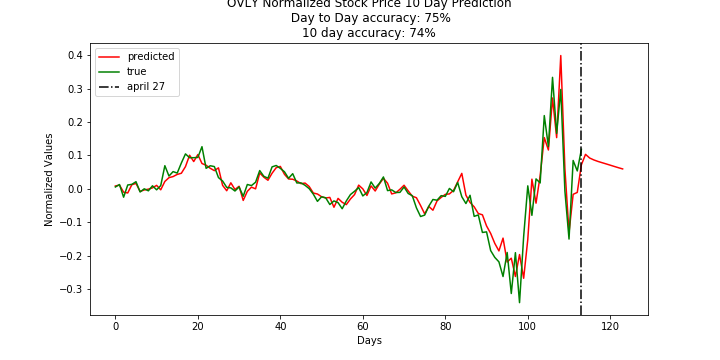 OVLY Normalized Stock Price 10 Day Prediction
Day to Day accuracy: 75%
10 day accuracy: 74%
predicted
true
april 27
Normalized Values
0.4
0.3
0.2
0.1
0.0
−0.1
−0.2
−0.3
0
20
40
60
80
100
120
Days